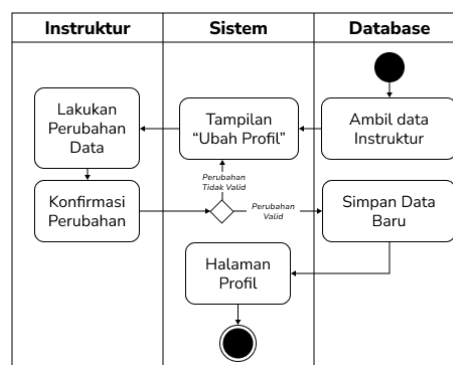 Instruktur
Sistem
Database
Lakukan
Perubahan
Data
Tampilan
“Ubah Profil”
Ambil data
Instruktur
Perubahan
Tidak Valid
Konfirmasi
Perubahan
Perubahan
Valid
Simpan Data
Baru
Halaman
Profil